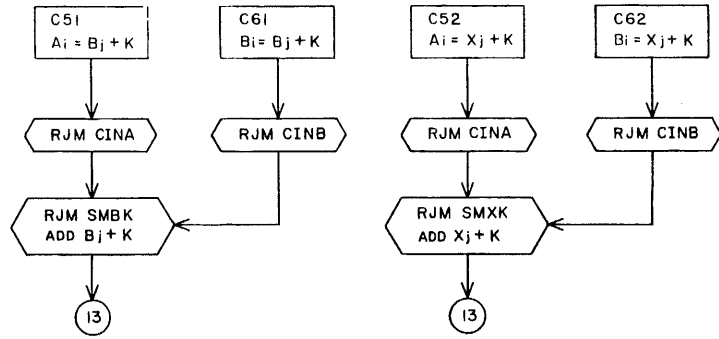 C51
Ai = Bj + K
C61
Bi = Bj + K
C52
Ai = Xj + K
C62
Bi = Xj + K
RJM CINA
RJM CINB
RJM CINA
RJM CINB
RJM SMBK
ADD Bj + K
RJM SMXK
ADD Xj + K
13
13